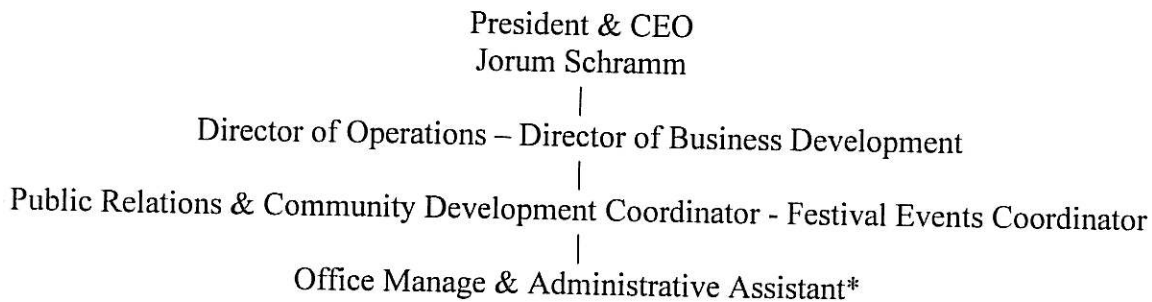 President & CEO
Jorum Schramm
Director of Operations – Director of Business Development
Public Relations & Community Development Coordinator - Festival Events Coordinator
Office Manage & Administrative Assistant*